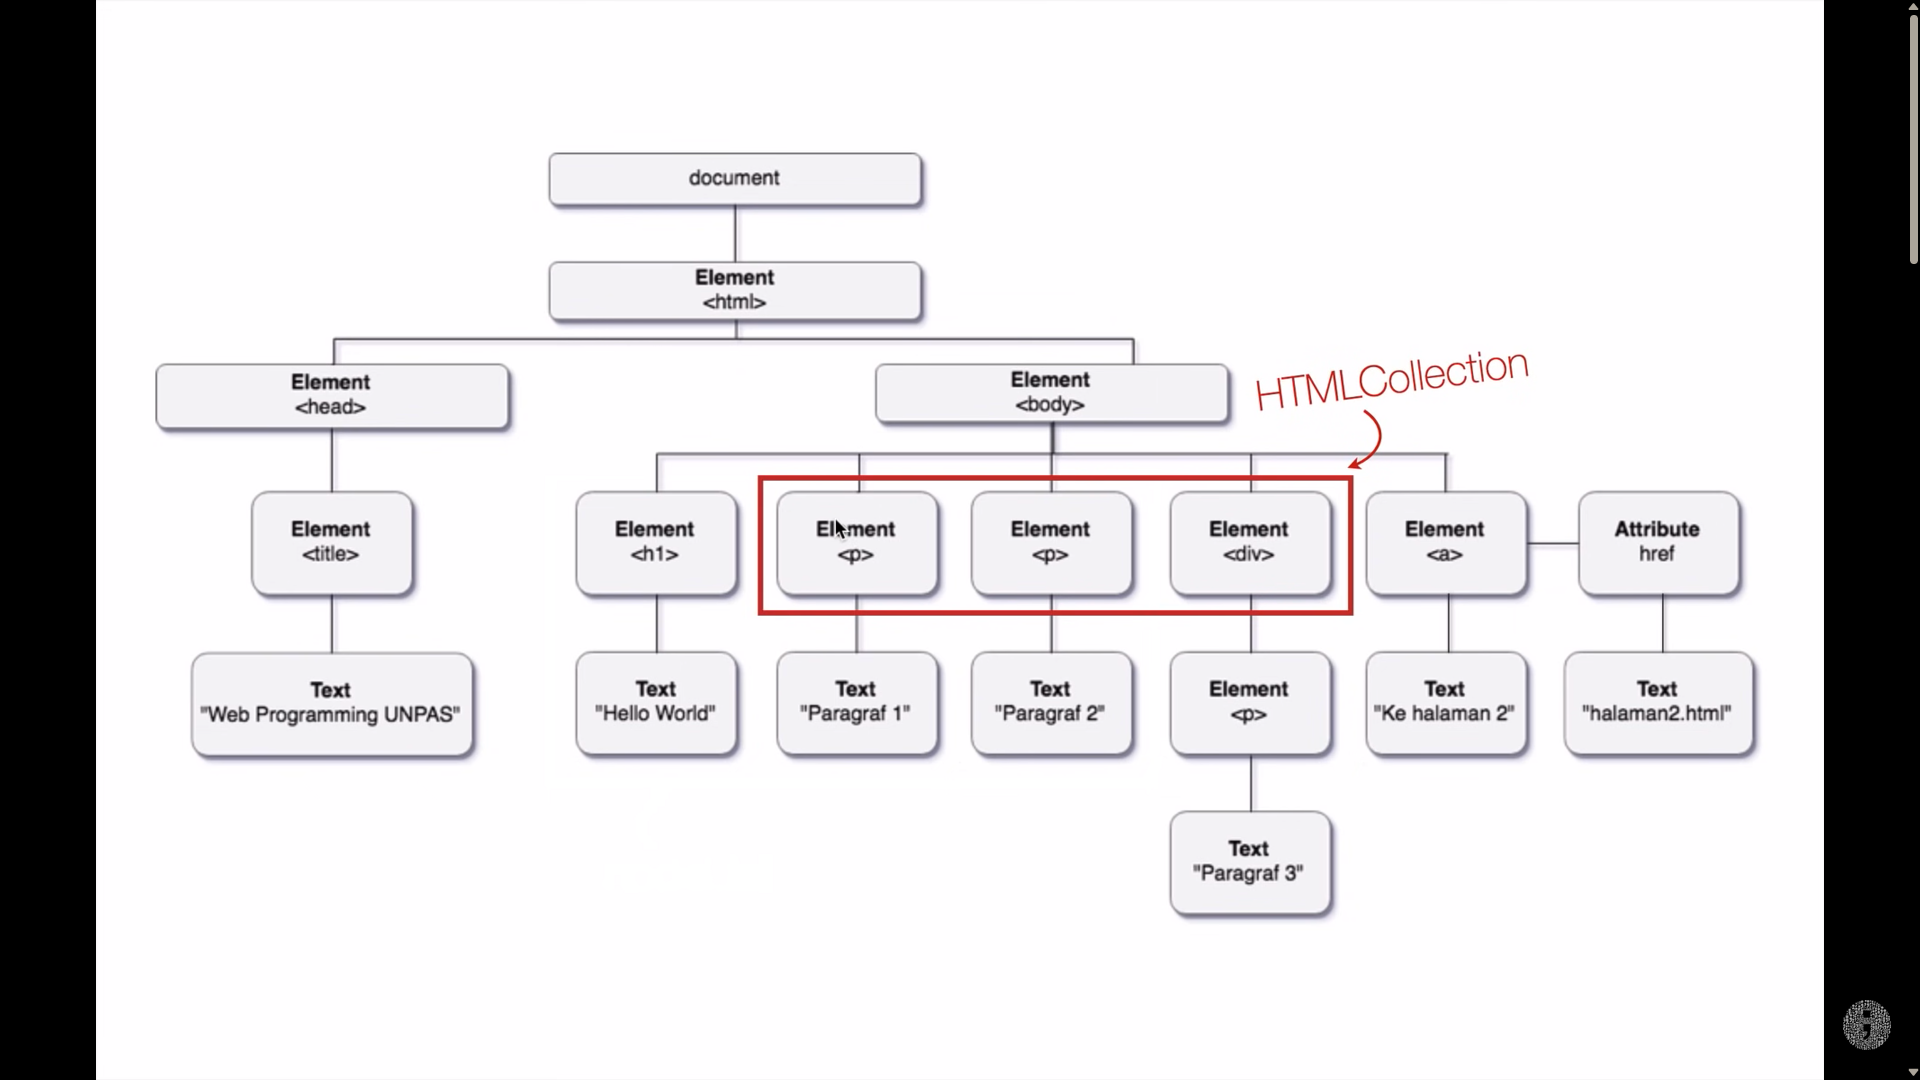 document
Element
<html>
Element
<head>
Element
<body>
HTMLCollection
Element
<title>
Element
<h1>
Element
<p>
Element
<p>
Element
<div>
Element
<a>
Attribute
href
Text
"Web Programming UNPAS"
Text
"Hello World"
Text
"Paragraf 1"
Text
"Paragraf 2"
Element
<p>
Text
"Ke halaman 2"
Text
"halaman2.html"
Text
"Paragraf 3"